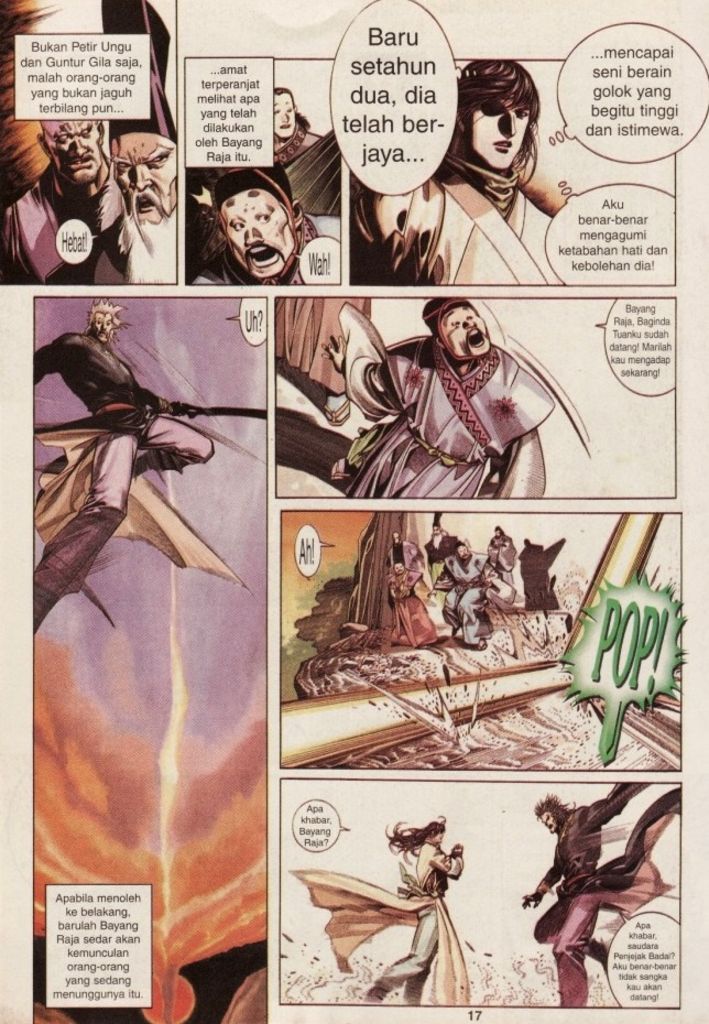 Bukan Petir Ungu
dan Guntur Gila saja,
malah orang-orang
yang bukan jaguh
terbilang pun...
Hebat!
...amat
terperanjat
melihat apa
yang telah
dilakukan
oleh Bayang
Raja itu.
Wah!
Baru
setahun
dua, dia
telah ber-
jaya...
...mencapai
seni berain
golok yang
begitu tinggi
dan istimewa.
Aku
benar-benar
mengagumi
ketabahan hati dan
kebolehan dia!
Uh?
Apabila menoleh
ke belakang,
barulah Bayang
Raja sedar akan
kemunculan
orang-orang
yang sedang
menunggunya itu.
Bayang
Raja, Baginda
Tuanku sudah
datang! Marilah
kau mengadap
sekarang!
Ah!
POP!
Apa
khabar,
Bayang
Raja?
Apa
khabar,
saudara
Penjejak Badai?
Aku benar-benar
tidak sangka
kau akan
datang!
17